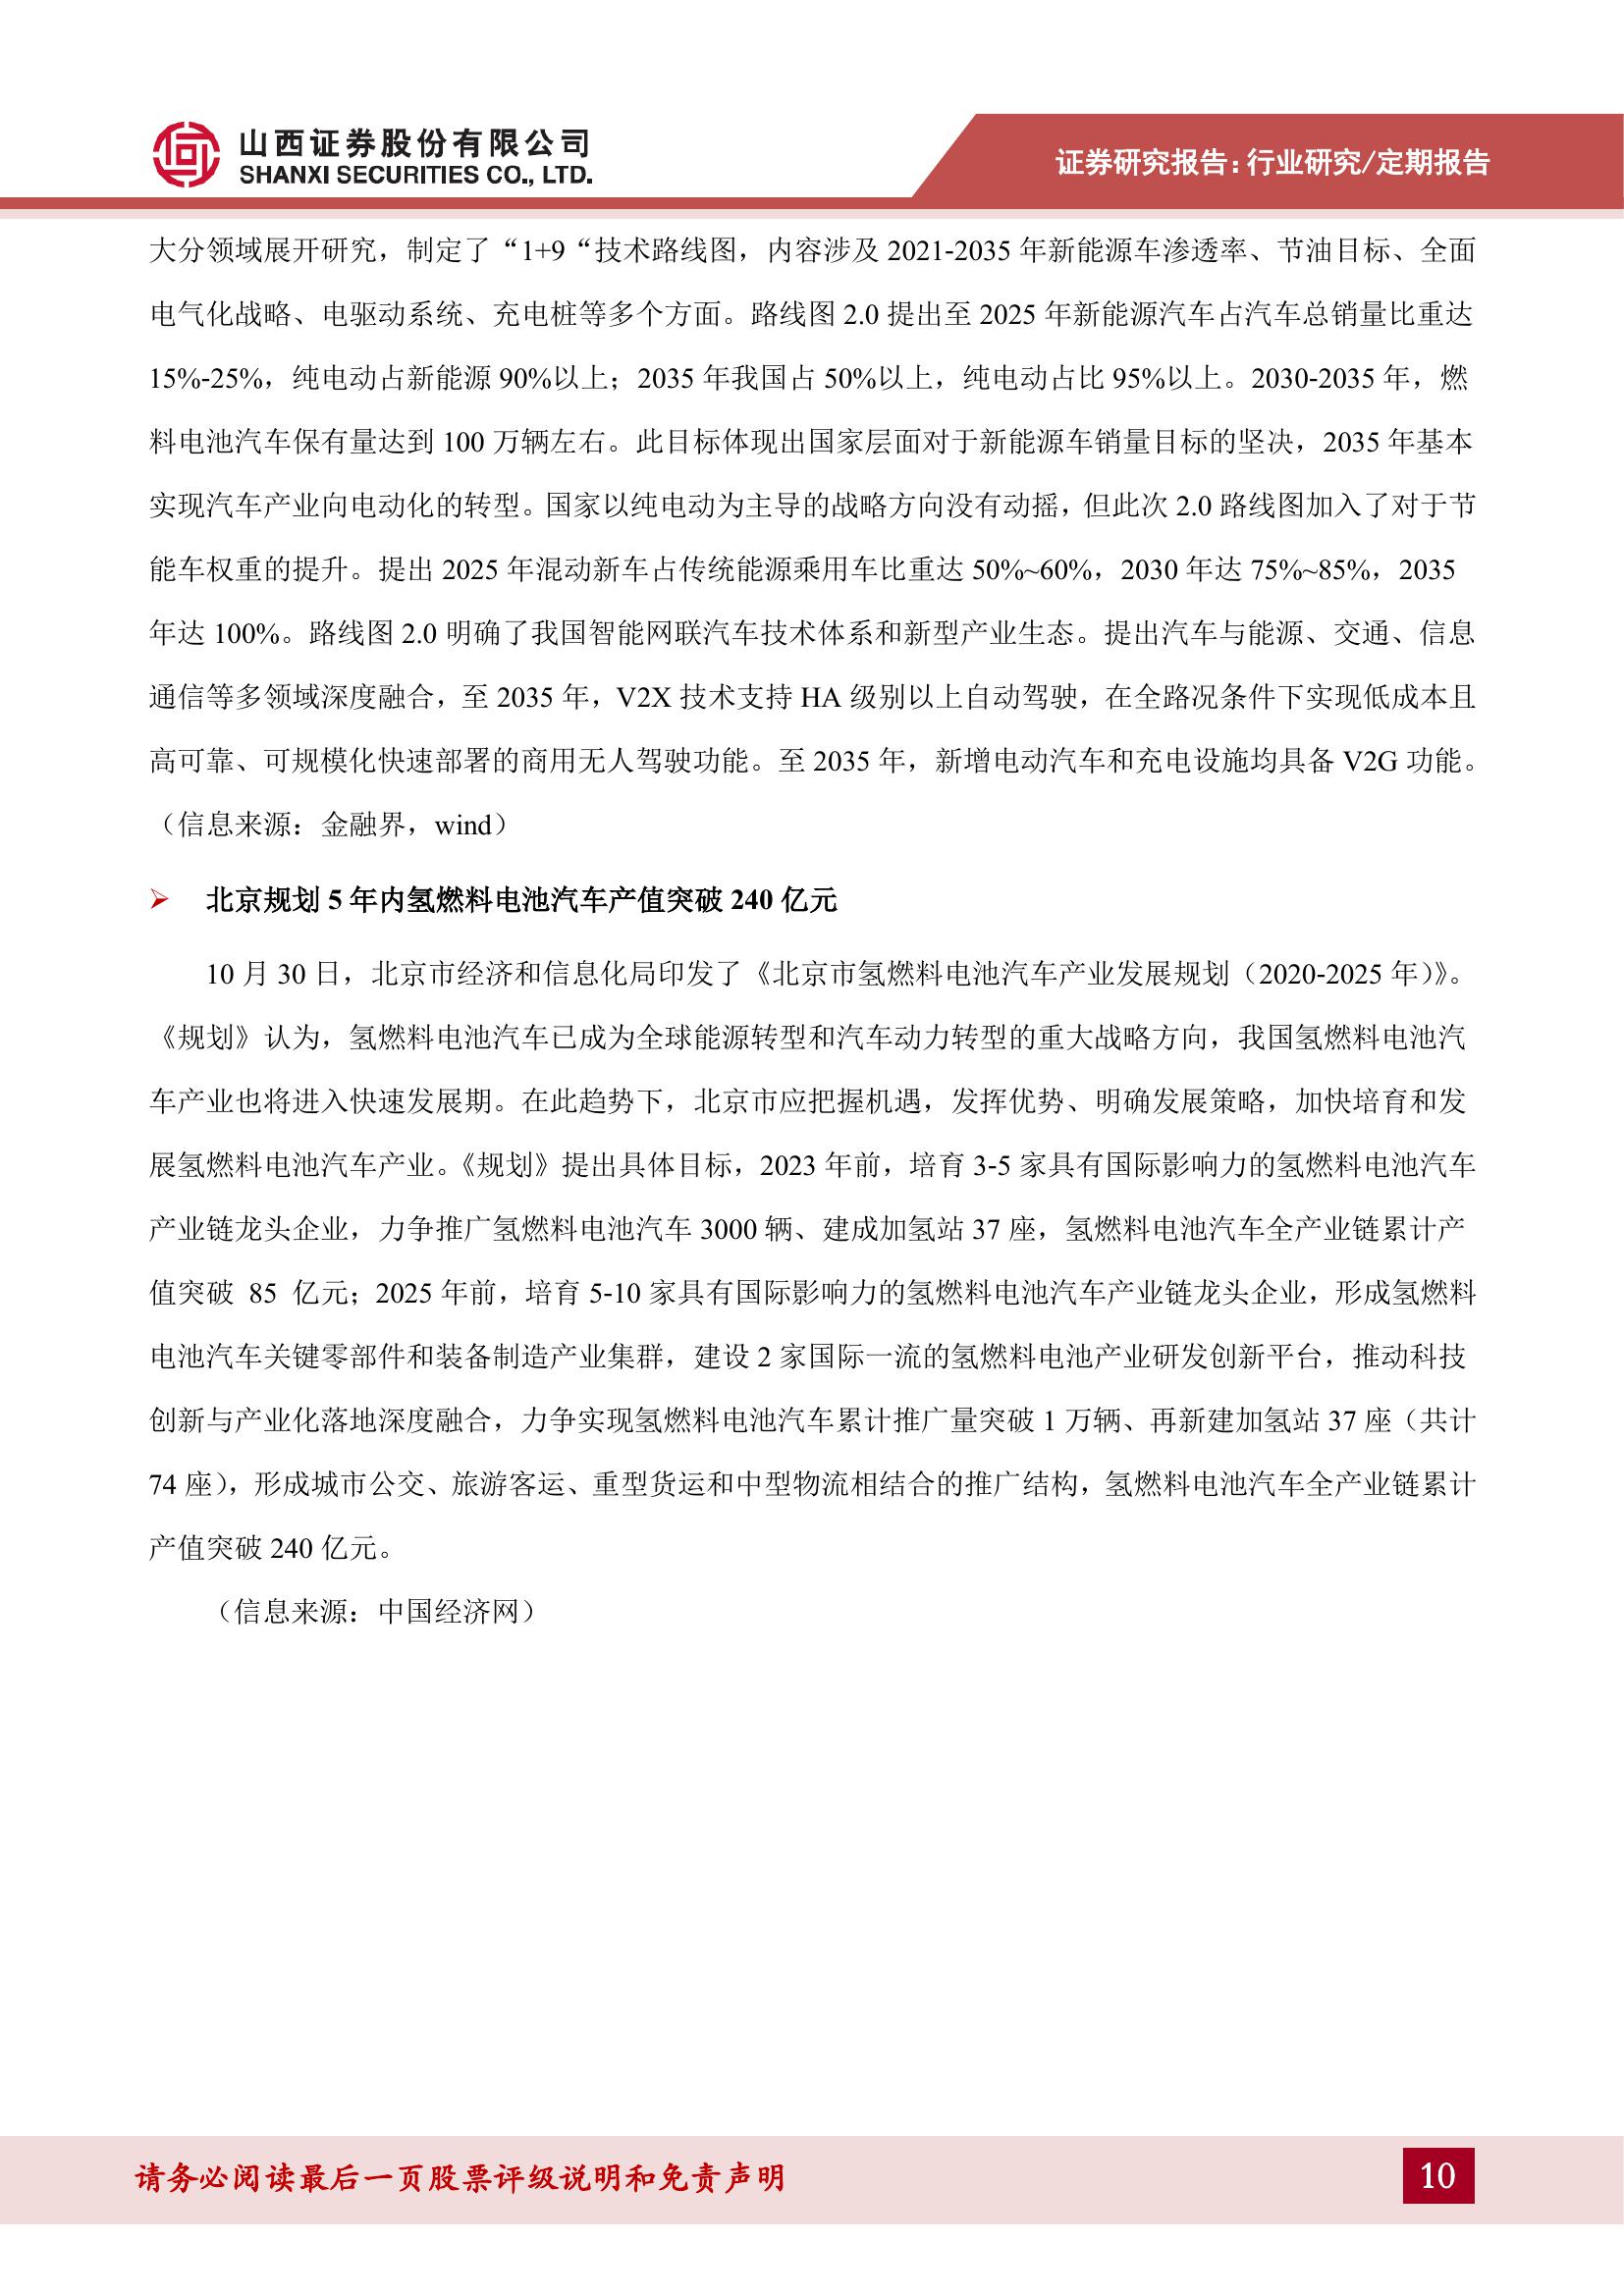 山西证券股份有限公司
SHANXI SECURITIES CO., LTD.
证券研究报告：行业研究/定期报告
大分领域展开研究，制定了“1+9“技术路线图，内容涉及 2021-2035 年新能源车渗透率、节油目标、全面
电气化战略、电驱动系统、充电桩等多个方面。路线图 2.0 提出至 2025 年新能源汽车占汽车总销量比重达
15%-25%，纯电动占新能源 90%以上；2035 年我国占 50%以上，纯电动占比 95%以上。2030-2035 年，燃
料电池汽车保有量达到 100 万辆左右。此目标体现出国家层面对于新能源车销量目标的坚决，2035 年基本
实现汽车产业向电动化的转型。国家以纯电动为主导的战略方向没有动摇，但此次 2.0 路线图加入了对于节
能车权重的提升。提出 2025 年混动新车占传统能源乘用车比重达 50%~60%，2030 年达 75%~85%，2035
年达 100%。路线图 2.0 明确了我国智能网联汽车技术体系和新型产业生态。提出汽车与能源、交通、信息
通信等多领域深度融合，至 2035 年，V2X 技术支持 HA 级别以上自动驾驶，在全路况条件下实现低成本且
高可靠、可规模化快速部署的商用无人驾驶功能。至 2035 年，新增电动汽车和充电设施均具备 V2G 功能。
（信息来源：金融界，wind）
➢ 北京规划 5 年内氢燃料电池汽车产值突破 240 亿元
10 月 30 日，北京市经济和信息化局印发了《北京市氢燃料电池汽车产业发展规划（2020-2025 年）》。
《规划》认为，氢燃料电池汽车已成为全球能源转型和汽车动力转型的重大战略方向，我国氢燃料电池汽
车产业也将进入快速发展期。在此趋势下，北京市应把握机遇，发挥优势、明确发展策略，加快培育和发
展氢燃料电池汽车产业。《规划》提出具体目标，2023 年前，培育 3-5 家具有国际影响力的氢燃料电池汽车
产业链龙头企业，力争推广氢燃料电池汽车 3000 辆、建成加氢站 37 座，氢燃料电池汽车全产业链累计产
值突破 85 亿元；2025 年前，培育 5-10 家具有国际影响力的氢燃料电池汽车产业链龙头企业，形成氢燃料
电池汽车关键零部件和装备制造产业集群，建设 2 家国际一流的氢燃料电池产业研发创新平台，推动科技
创新与产业化落地深度融合，力争实现氢燃料电池汽车累计推广量突破 1 万辆、再新建加氢站 37 座（共计
74 座），形成城市公交、旅游客运、重型货运和中型物流相结合的推广结构，氢燃料电池汽车全产业链累计
产值突破 240 亿元。
（信息来源：中国经济网）
请务必阅读最后一页股票评级说明和免责声明
10